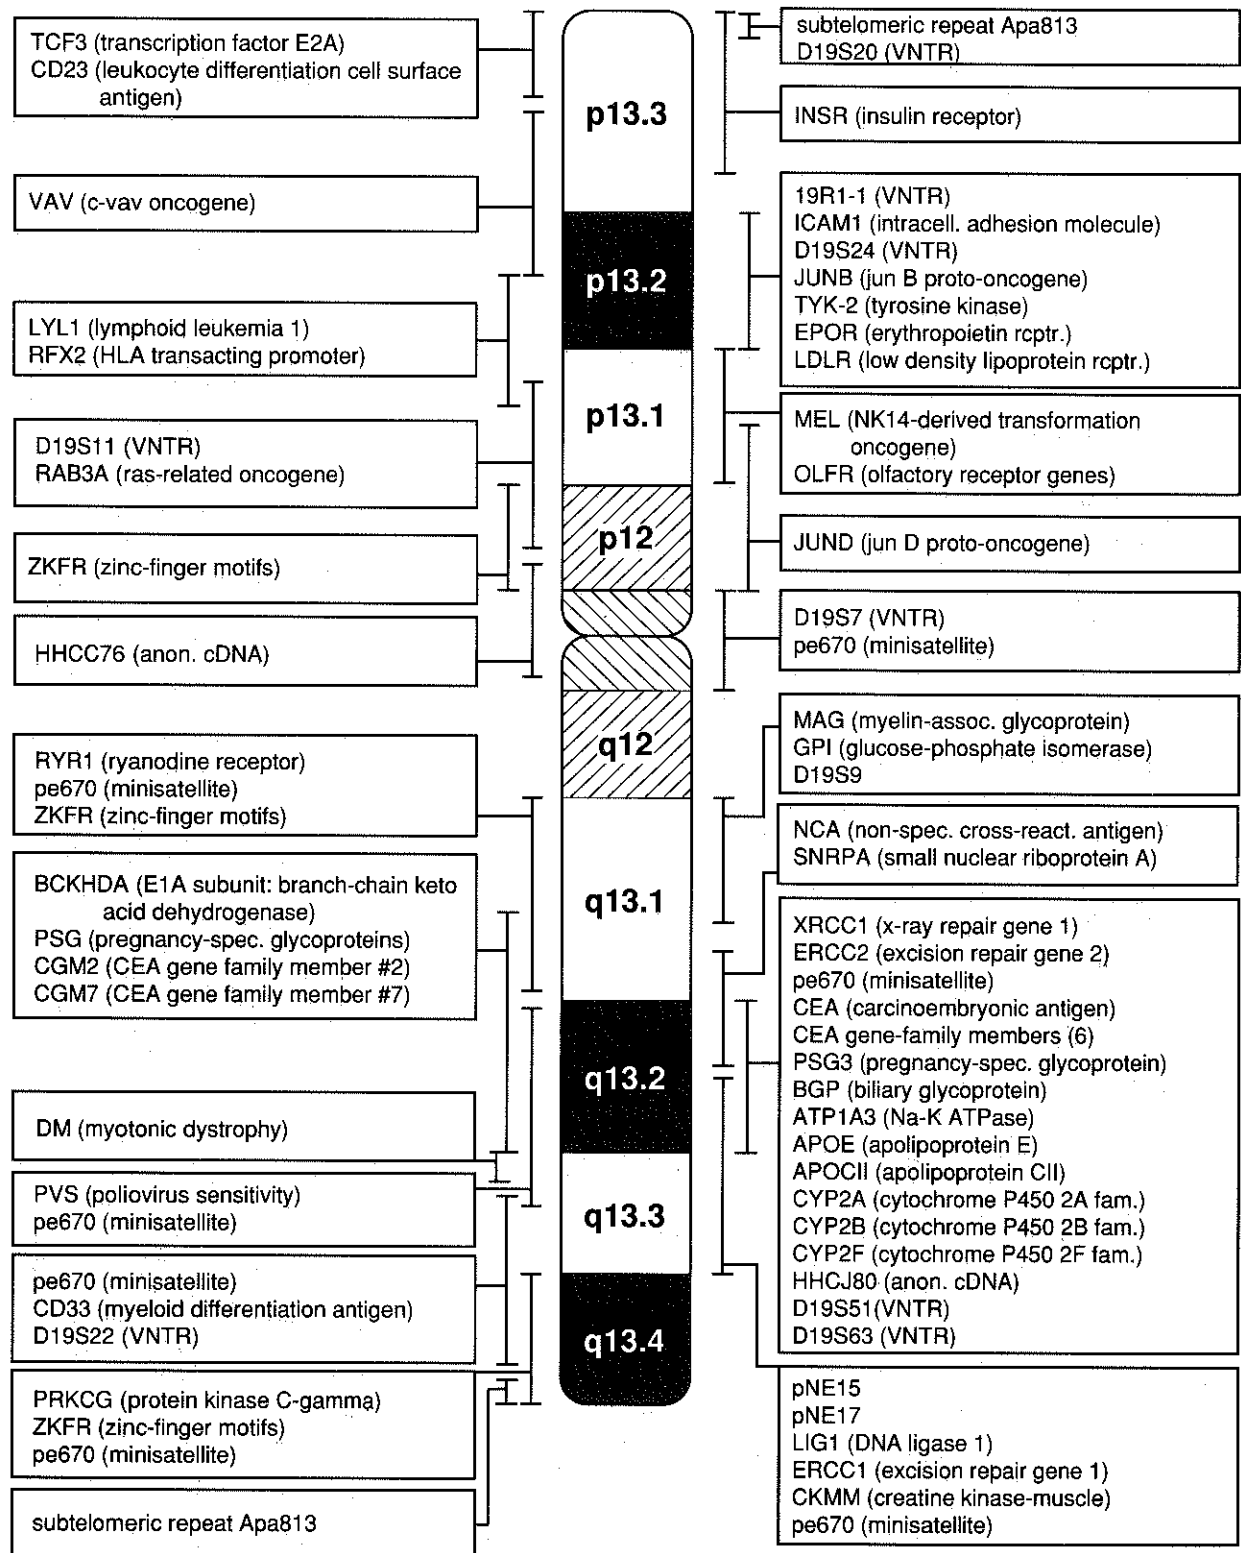 TCF3 (transcription factor E2A)
CD23 (leukocyte differentiation cell surface
antigen)
VAV (c-vav oncogene)
LYL1 (lymphoid leukemia 1)
RFX2 (HLA transacting promoter)
D19S11 (VNTR)
RAB3A (ras-related oncogene)
ZKFR (zinc-finger motifs)
HHCC76 (anon. cDNA)
RYR1 (ryanodine receptor)
pe670 (minisatellite)
ZKFR (zinc-finger motifs)
BCKHDA (E1A subunit: branch-chain keto
acid dehydrogenase)
PSG (pregnancy-spec. glycoproteins)
CGM2 (CEA gene family member #2)
CGM7 (CEA gene family member #7)
DM (myotonic dystrophy)
PVS (poliovirus sensitivity)
pe670 (minisatellite)
pe670 (minisatellite)
CD33 (myeloid differentiation antigen)
D19S22 (VNTR)
PRKCG (protein kinase C-gamma)
ZKFR (zinc-finger motifs)
pe670 (minisatellite)
subtelomeric repeat Apa813
p13.3
p13.2
p13.1
p12
q12
q13.1
q13.2
q13.3
q13.4
subtelomeric repeat Apa813
D19S20 (VNTR)
INSR (insulin receptor)
19R1-1 (VNTR)
ICAM1 (intracell. adhesion molecule)
D19S24 (VNTR)
JUNB (jun B proto-oncogene)
TYK-2 (tyrosine kinase)
EPOR (erythropoietin rcptr.)
LDLR (low density lipoprotein rcptr.)
MEL (NK14-derived transformation
oncogene)
OLFR (olfactory receptor genes)
JUND (jun D proto-oncogene)
D19S7 (VNTR)
pe670 (minisatellite)
MAG (myelin-assoc. glycoprotein)
GPI (glucose-phosphate isomerase)
D19S9
NCA (non-spec. cross-react. antigen)
SNRPA (small nuclear riboprotein A)
XRCC1 (x-ray repair gene 1)
ERCC2 (excision repair gene 2)
pe670 (minisatellite)
CEA (carcinoembryonic antigen)
CEA gene-family members (6)
PSG3 (pregnancy-spec. glycoprotein)
BGP (biliary glycoprotein)
ATP1A3 (Na-K ATPase)
APOE (apolipoprotein E)
APOCII (apolipoprotein CII)
CYP2A (cytochrome P450 2A fam.)
CYP2B (cytochrome P450 2B fam.)
CYP2F (cytochrome P450 2F fam.)
HHCJ80 (anon. cDNA)
D19S51(VNTR)
D19S63 (VNTR)
pNE15
pNE17
LIG1 (DNA ligase 1)
ERCC1 (excision repair gene 1)
CKMM (creatine kinase-muscle)
pe670 (minisatellite)